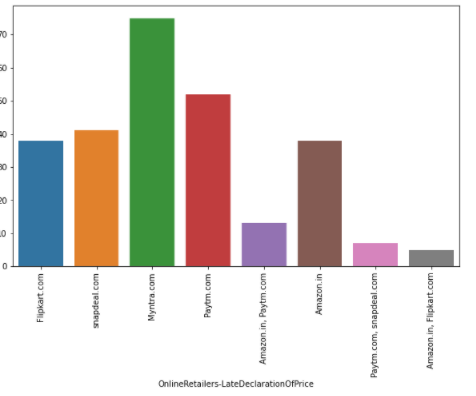 70
60
50
40
30
20
10
0
Flipkart.com
snapdeal.com
Myntra.com
Paytm.com
Amazon.in, Paytm.com
Amazon.in
Paytm.com, snapdeal.com
Amazon.in, Flipkart.com
OnlineRetailers-LateDeclarationOfPrice